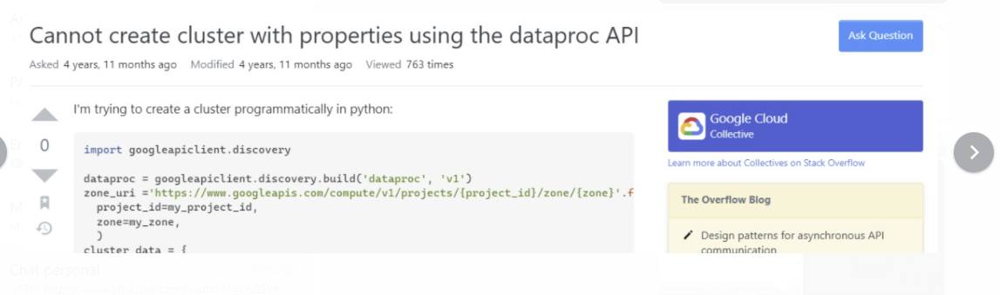 Cannot create cluster with properties using the dataproc API
Ask Question
Asked 4 years, 11 months ago Modified 4 years, 11 months ago Viewed 763 times
I'm trying to create a cluster programmatically in python:
0
import googleapiclient.discovery
dataproc = googleapiclient.discovery.build('dataproc', 'v1')
zone_uri ='https://www.googleapis.com/compute/v1/projects/{project_id}/zone/{zone}'.f
project_id=my_project_id,
zone=my_zone,
)
cluster_data = {
Google Cloud
Collective
Learn more about Collectives on Stack Overflow
The Overflow Blog
Design patterns for asynchronous API
communication
Chat personal